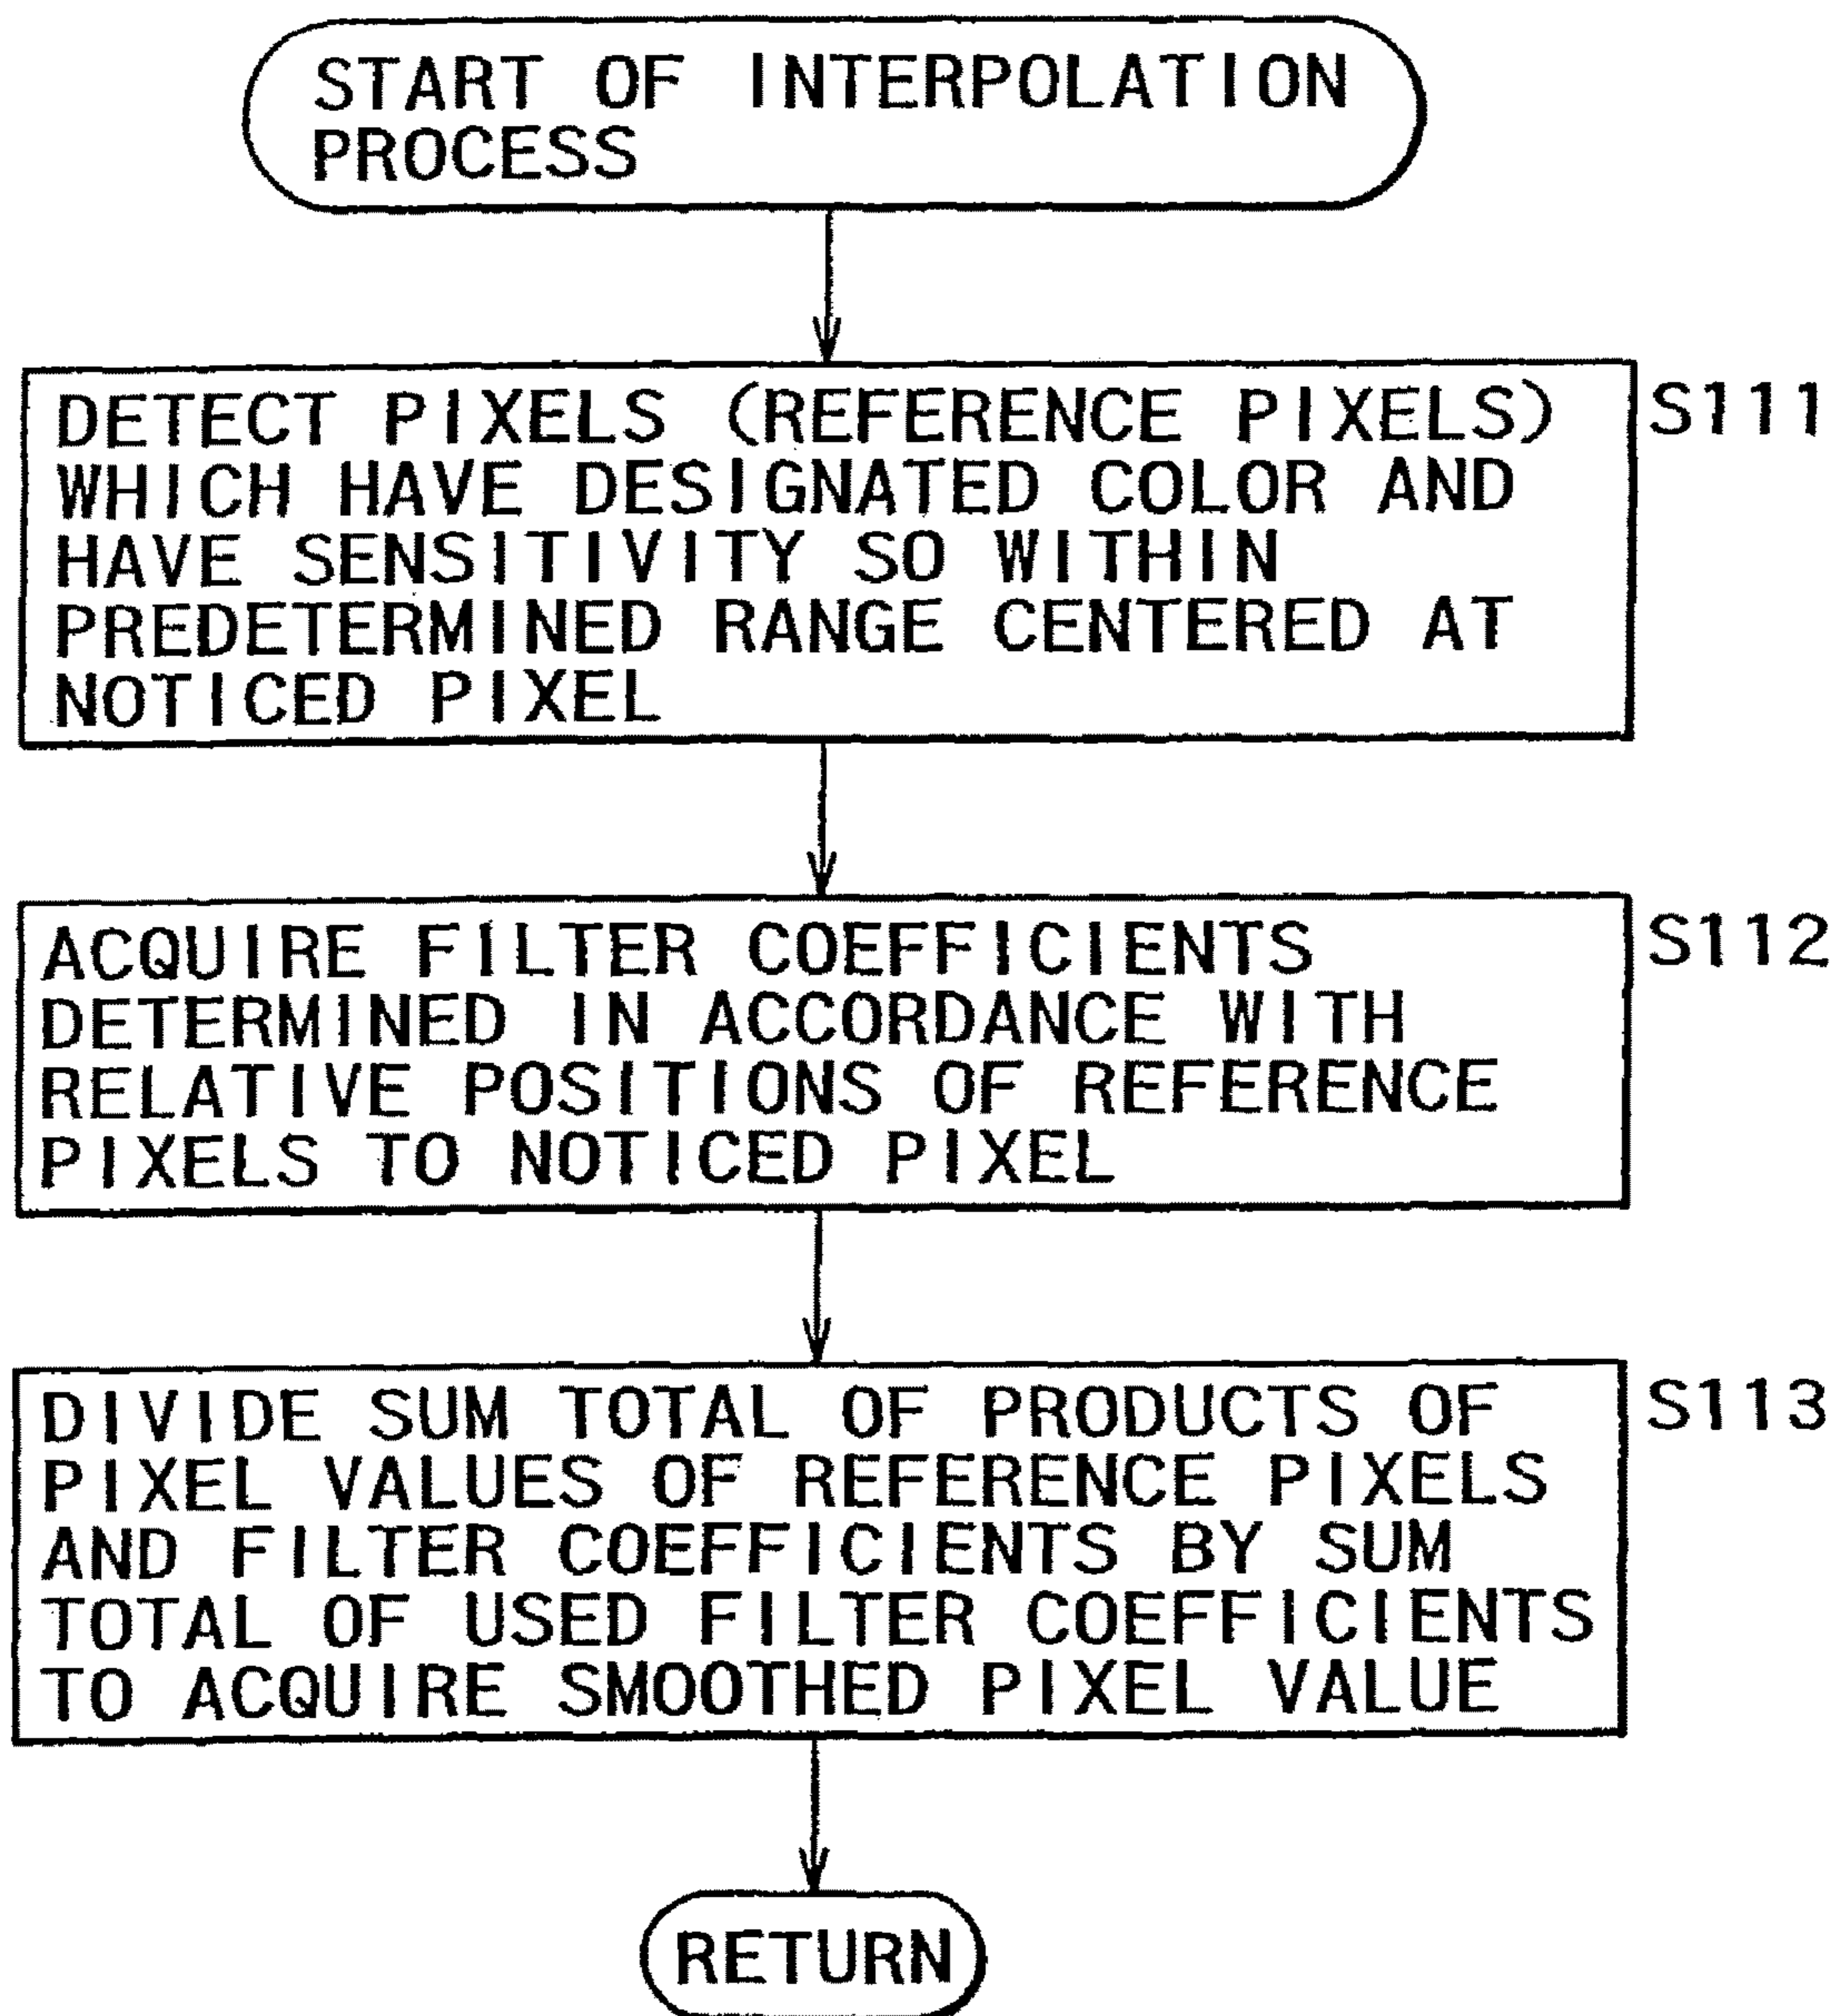 START OF INTERPOLATION
PROCESS
DETECT PIXELS (REFERENCE PIXELS)
WHICH HAVE DESIGNATED COLOR AND
HAVE SENSITIVITY SO WITHIN
PREDETERMINED RANGE CENTERED AT
NOTICED PIXEL
S111
ACQUIRE FILTER COEFFICIENTS
DETERMINED IN ACCORDANCE WITH
RELATIVE POSITIONS OF REFERENCE
PIXELS TO NOTICED PIXEL
S112
DIVIDE SUM TOTAL OF PRODUCTS OF
PIXEL VALUES OF REFERENCE PIXELS
AND FILTER COEFFICIENTS BY SUM
TOTAL OF USED FILTER COEFFICIENTS
TO ACQUIRE SMOOTHED PIXEL VALUE
S113
RETURN